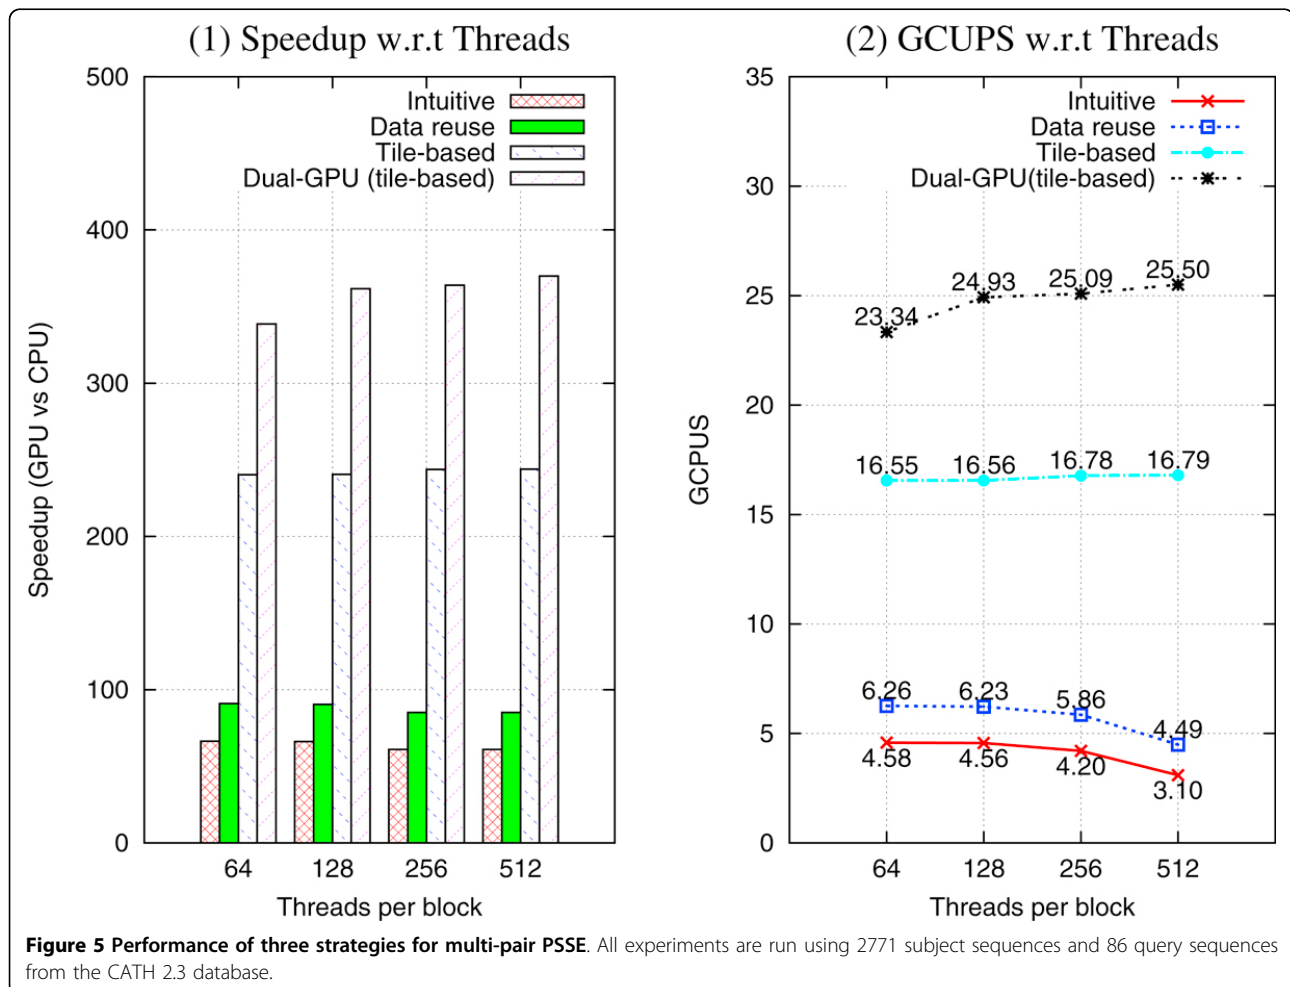 (1) Speedup w.r.t Threads
500
400
300
200
100
0
Speedup (GPU vs CPU)
Intuitive
Data reuse
Tile-based
Dual-GPU (tile-based)
64 128 256 512
Threads per block
(2) GCUPS w.r.t Threads
35
30
25
20
15
10
5
0
GCPUS
Intuitive
Data reuse
Tile-based
Dual-GPU(tile-based)
23.34 24.93 25.09 25.50
16.55 16.56 16.78 16.79
6.26 6.23 5.86 4.49
4.58 4.56 4.20 3.10
64 128 256 512
Threads per block
Figure 5 Performance of three strategies for multi-pair PSSE. All experiments are run using 2771 subject sequences and 86 query sequences
from the CATH 2.3 database.